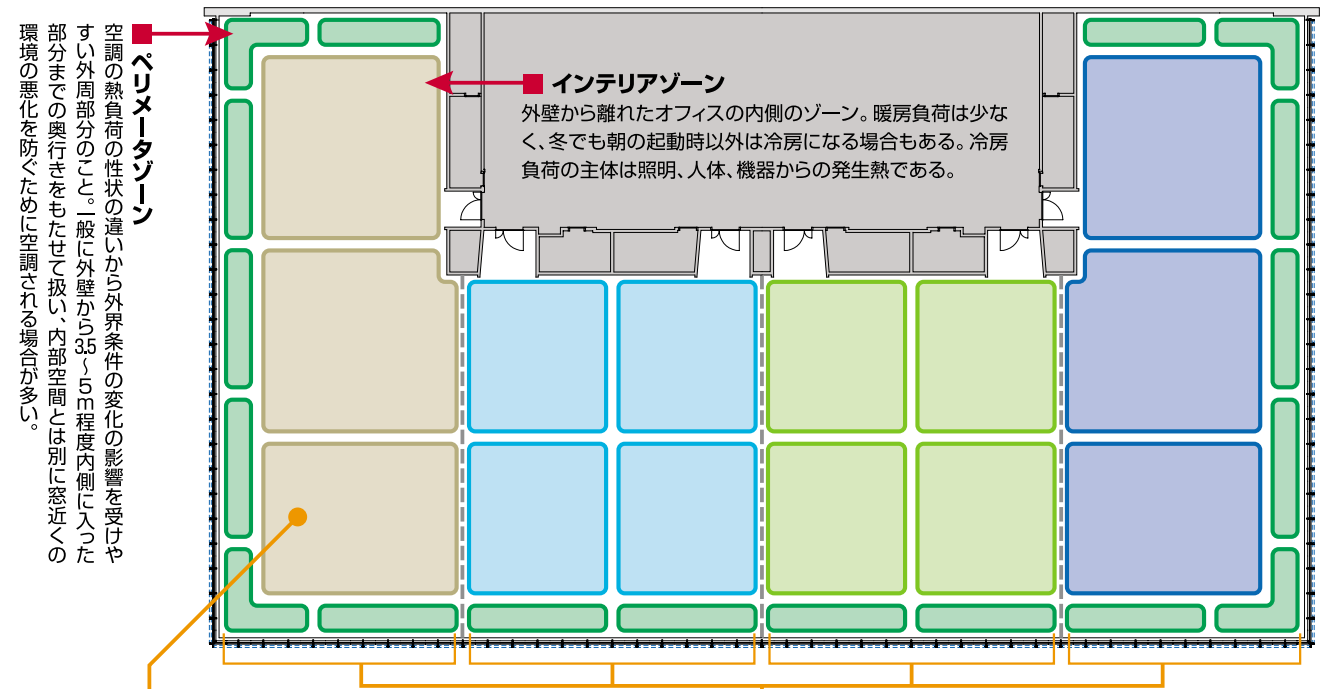 ■ペリメータゾーン
空調の熱負荷の性状の違いから外界条件の変化の影響を受けや
すい外周部分のこと。一般に外壁から3.5～5m程度内側に入った
部分までの奥行きをもたせて扱い、内部空間とは別に窓近くの
環境の悪化を防ぐために空調される場合が多い。
■インテリアゾーン
外壁から離れたオフィスの内側のゾーン。暖房負荷は少な
く、冬でも朝の起動時以外は冷房になる場合もある。冷房
負荷の主体は照明、人体、機器からの発生熱である。